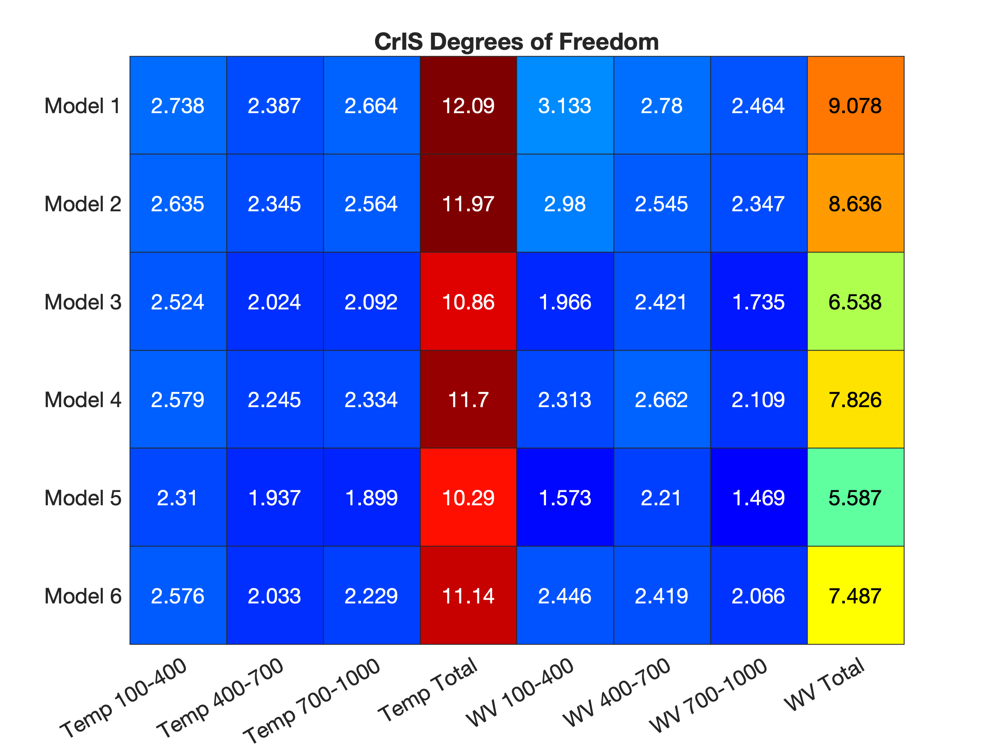 CrIS Degrees of Freedom
Model 1 2.738 2.387 2.664 12.09 3.133 2.78 2.464 9.078
Model 2 2.635 2.345 2.564 11.97 2.98 2.545 2.347 8.636
Model 3 2.524 2.024 2.092 10.86 1.966 2.421 1.735 6.538
Model 4 2.579 2.245 2.334 11.7 2.313 2.662 2.109 7.826
Model 5 2.31 1.937 1.899 10.29 1.573 2.21 1.469 5.587
Model 6 2.576 2.033 2.229 11.14 2.446 2.419 2.066 7.487
Temp 100-400 Temp 400-700 Temp 700-1000 Temp Total WV 100-400 WV 400-700 WV 700-1000 WV Total